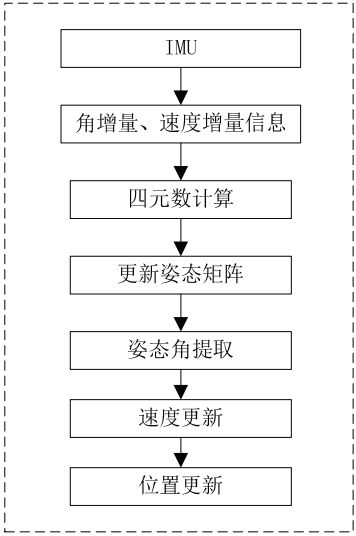 IMU
角增量、速度增量信息
四元数计算
更新姿态矩阵
姿态角提取
速度更新
位置更新